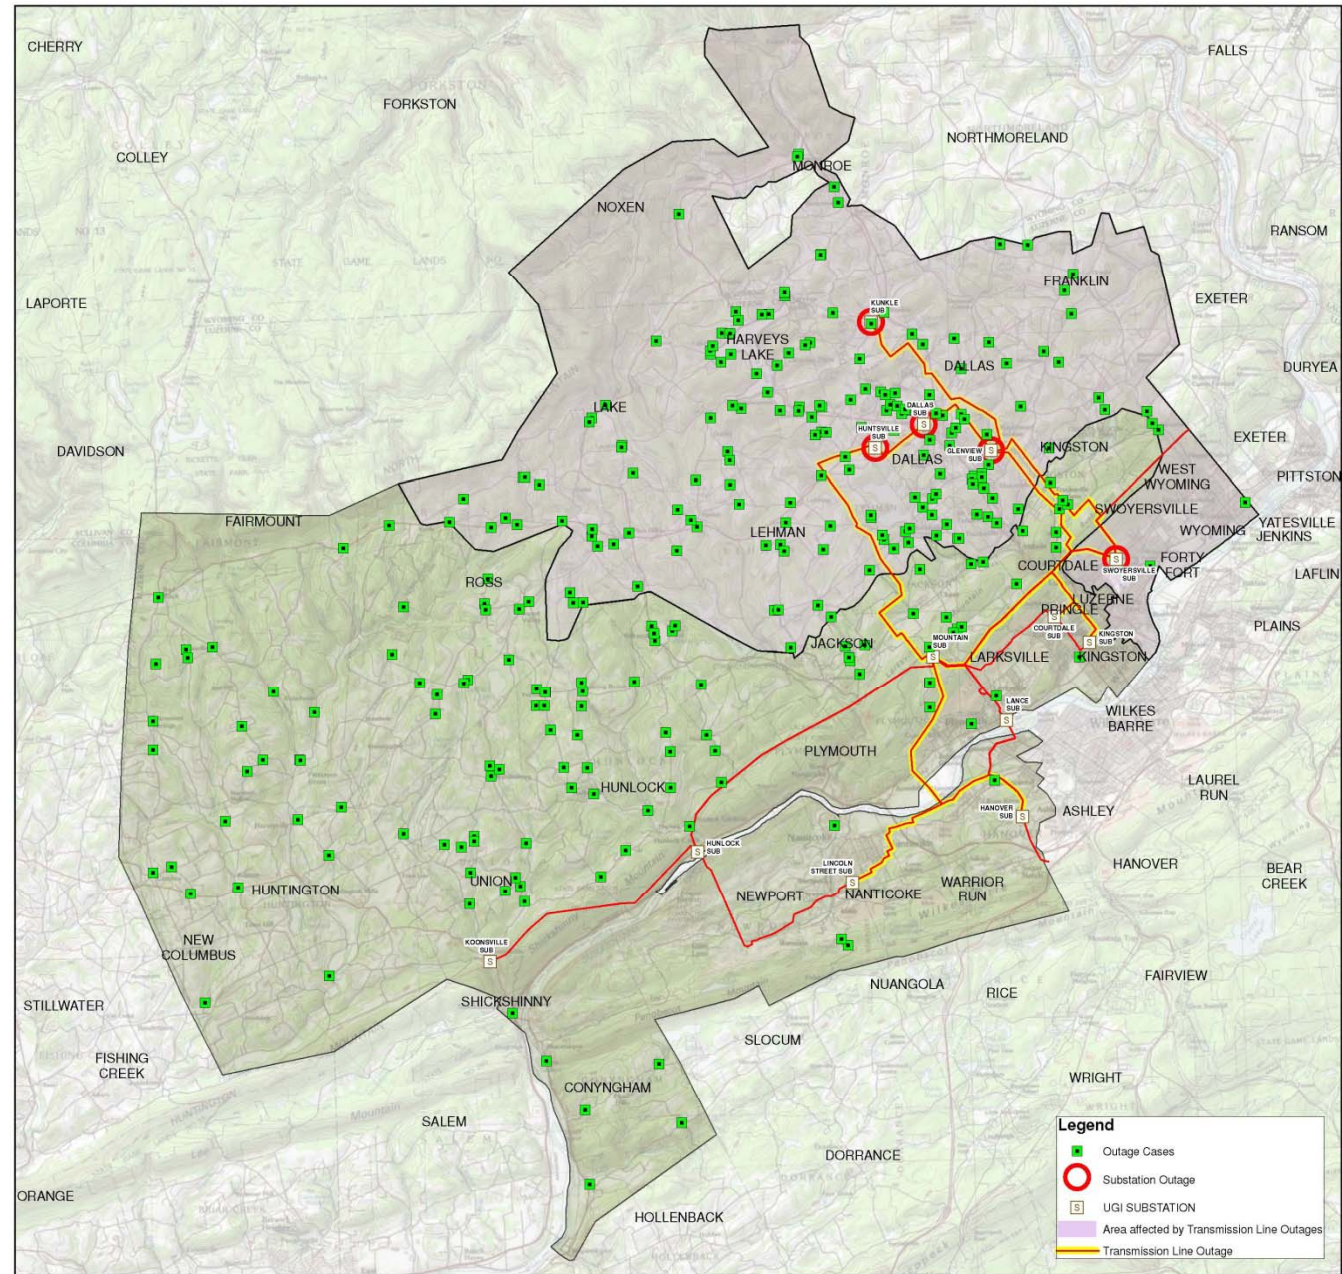 CHERRY
FALLS
FORKSTON
NORTHMORELAND
COLLEY
MONROE
NOXEN
RANSOM
FRANKLIN
LAPORTE
EXETER
KUNKLE
SUB
HARVEYS
LAKE
DALLAS
DURYEA
LAKE
DALLAS
SUB
HUNTSVILLE
SUB
GLENVIEW
SUB
KINGSTON
EXETER
DAVIDSON
DALLAS
WEST
WYOMING
PITTSTON
FAIRMOUNT
SWOYERSVILLE
LEHMAN
WYOMING
YATESVILLE
JENKINS
COURTDALE
FORTY
FORT
SWOYERSVILLE
SUB
LAFLIN
ROSS
LUZERNE
PRINGLE
COURTDALE
SUB
PLAINS
JACKSON
MOUNTAIN
SUB
KINGSTON
SUB
LARKSVILLE
KINGSTON
LANCE
SUB
WILKES
BARRE
PLYMOUTH
HUNLOCK
LAUREL
RUN
HANOVER
SUB
ASHLEY
HUNLOCK
SUB
LINCOLN
STREET SUB
HANOVER
BEAR
CREEK
UNION
HUNTINGTON
NEWPORT
NANTICOKE
WARRIOR
RUN
NEW
COLUMBUS
KOONSVILLE
SUB
FAIRVIEW
NUANGOLA
RICE
STILLWATER
SHICKSHINNY
SLOCUM
FISHING
CREEK
WRIGHT
CONYNGHAM
SALEM
DORRANCE
ORANGE
HOLLENBACK
Legend
Outage Cases
Substation Outage
UGI SUBSTATION
Area affected by Transmission Line Outages
Transmission Line Outage